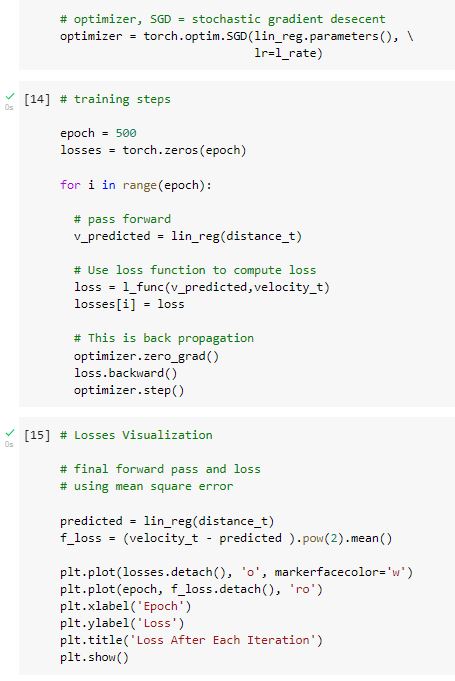 # optimizer, SGD = stochastic gradient desecent
optimizer = torch.optim.SGD(lin_reg.parameters(), \
lr=l_rate)
[14] # training steps
0s
epoch = 500
losses = torch.zeros(epoch)
for i in range(epoch):
# pass forward
v_predicted = lin_reg(distance_t)
# Use loss function to compute loss
loss = l_func(v_predicted,velocity_t)
losses[i] = loss
# This is back propagation
optimizer.zero_grad()
loss.backward()
optimizer.step()
[15] # Losses Visualization
0s
# final forward pass and loss
# using mean square error
predicted = lin_reg(distance_t)
f_loss = (velocity_t - predicted ).pow(2).mean()
plt.plot(losses.detach(), 'o', markerfacecolor='w')
plt.plot(epoch, f_loss.detach(), 'ro')
plt.xlabel('Epoch')
plt.ylabel('Loss')
plt.title('Loss After Each Iteration')
plt.show()